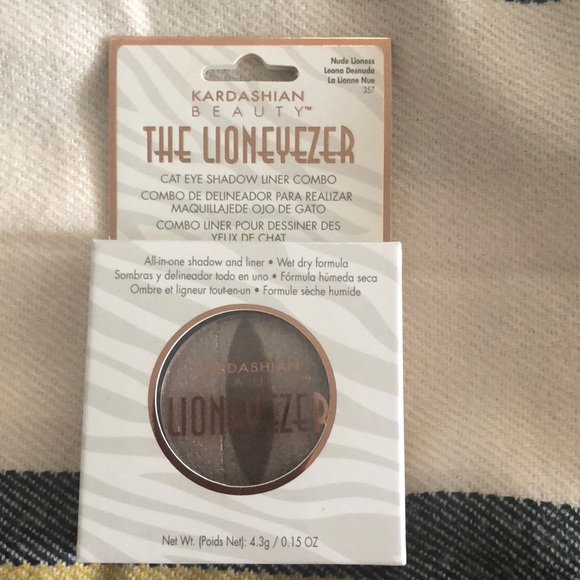 Nude Lioness
Leona Desnuda
La Lionne Nue
357
KARDASHIAN
BEAUTY™
THE LIONEYEZER
CAT EYE SHADOW LINER COMBO
COMBO DE DELINEADOR PARA REALIZAR
MAQUILLAJEDE OJO DE GATO
COMBO LINER POUR DESSINER DES
YEUX DE CHAT
All-in-one shadow and liner • Wet dry formula
Sombras y delineador todo en uno • Fórmula húmeda seca
Ombre et ligneur tout-en-un • Formule sèche humide
KARDASHIAN
LIONEYEZER
Net Wt. (Poids Net): 4.3g / 0.15 OZ